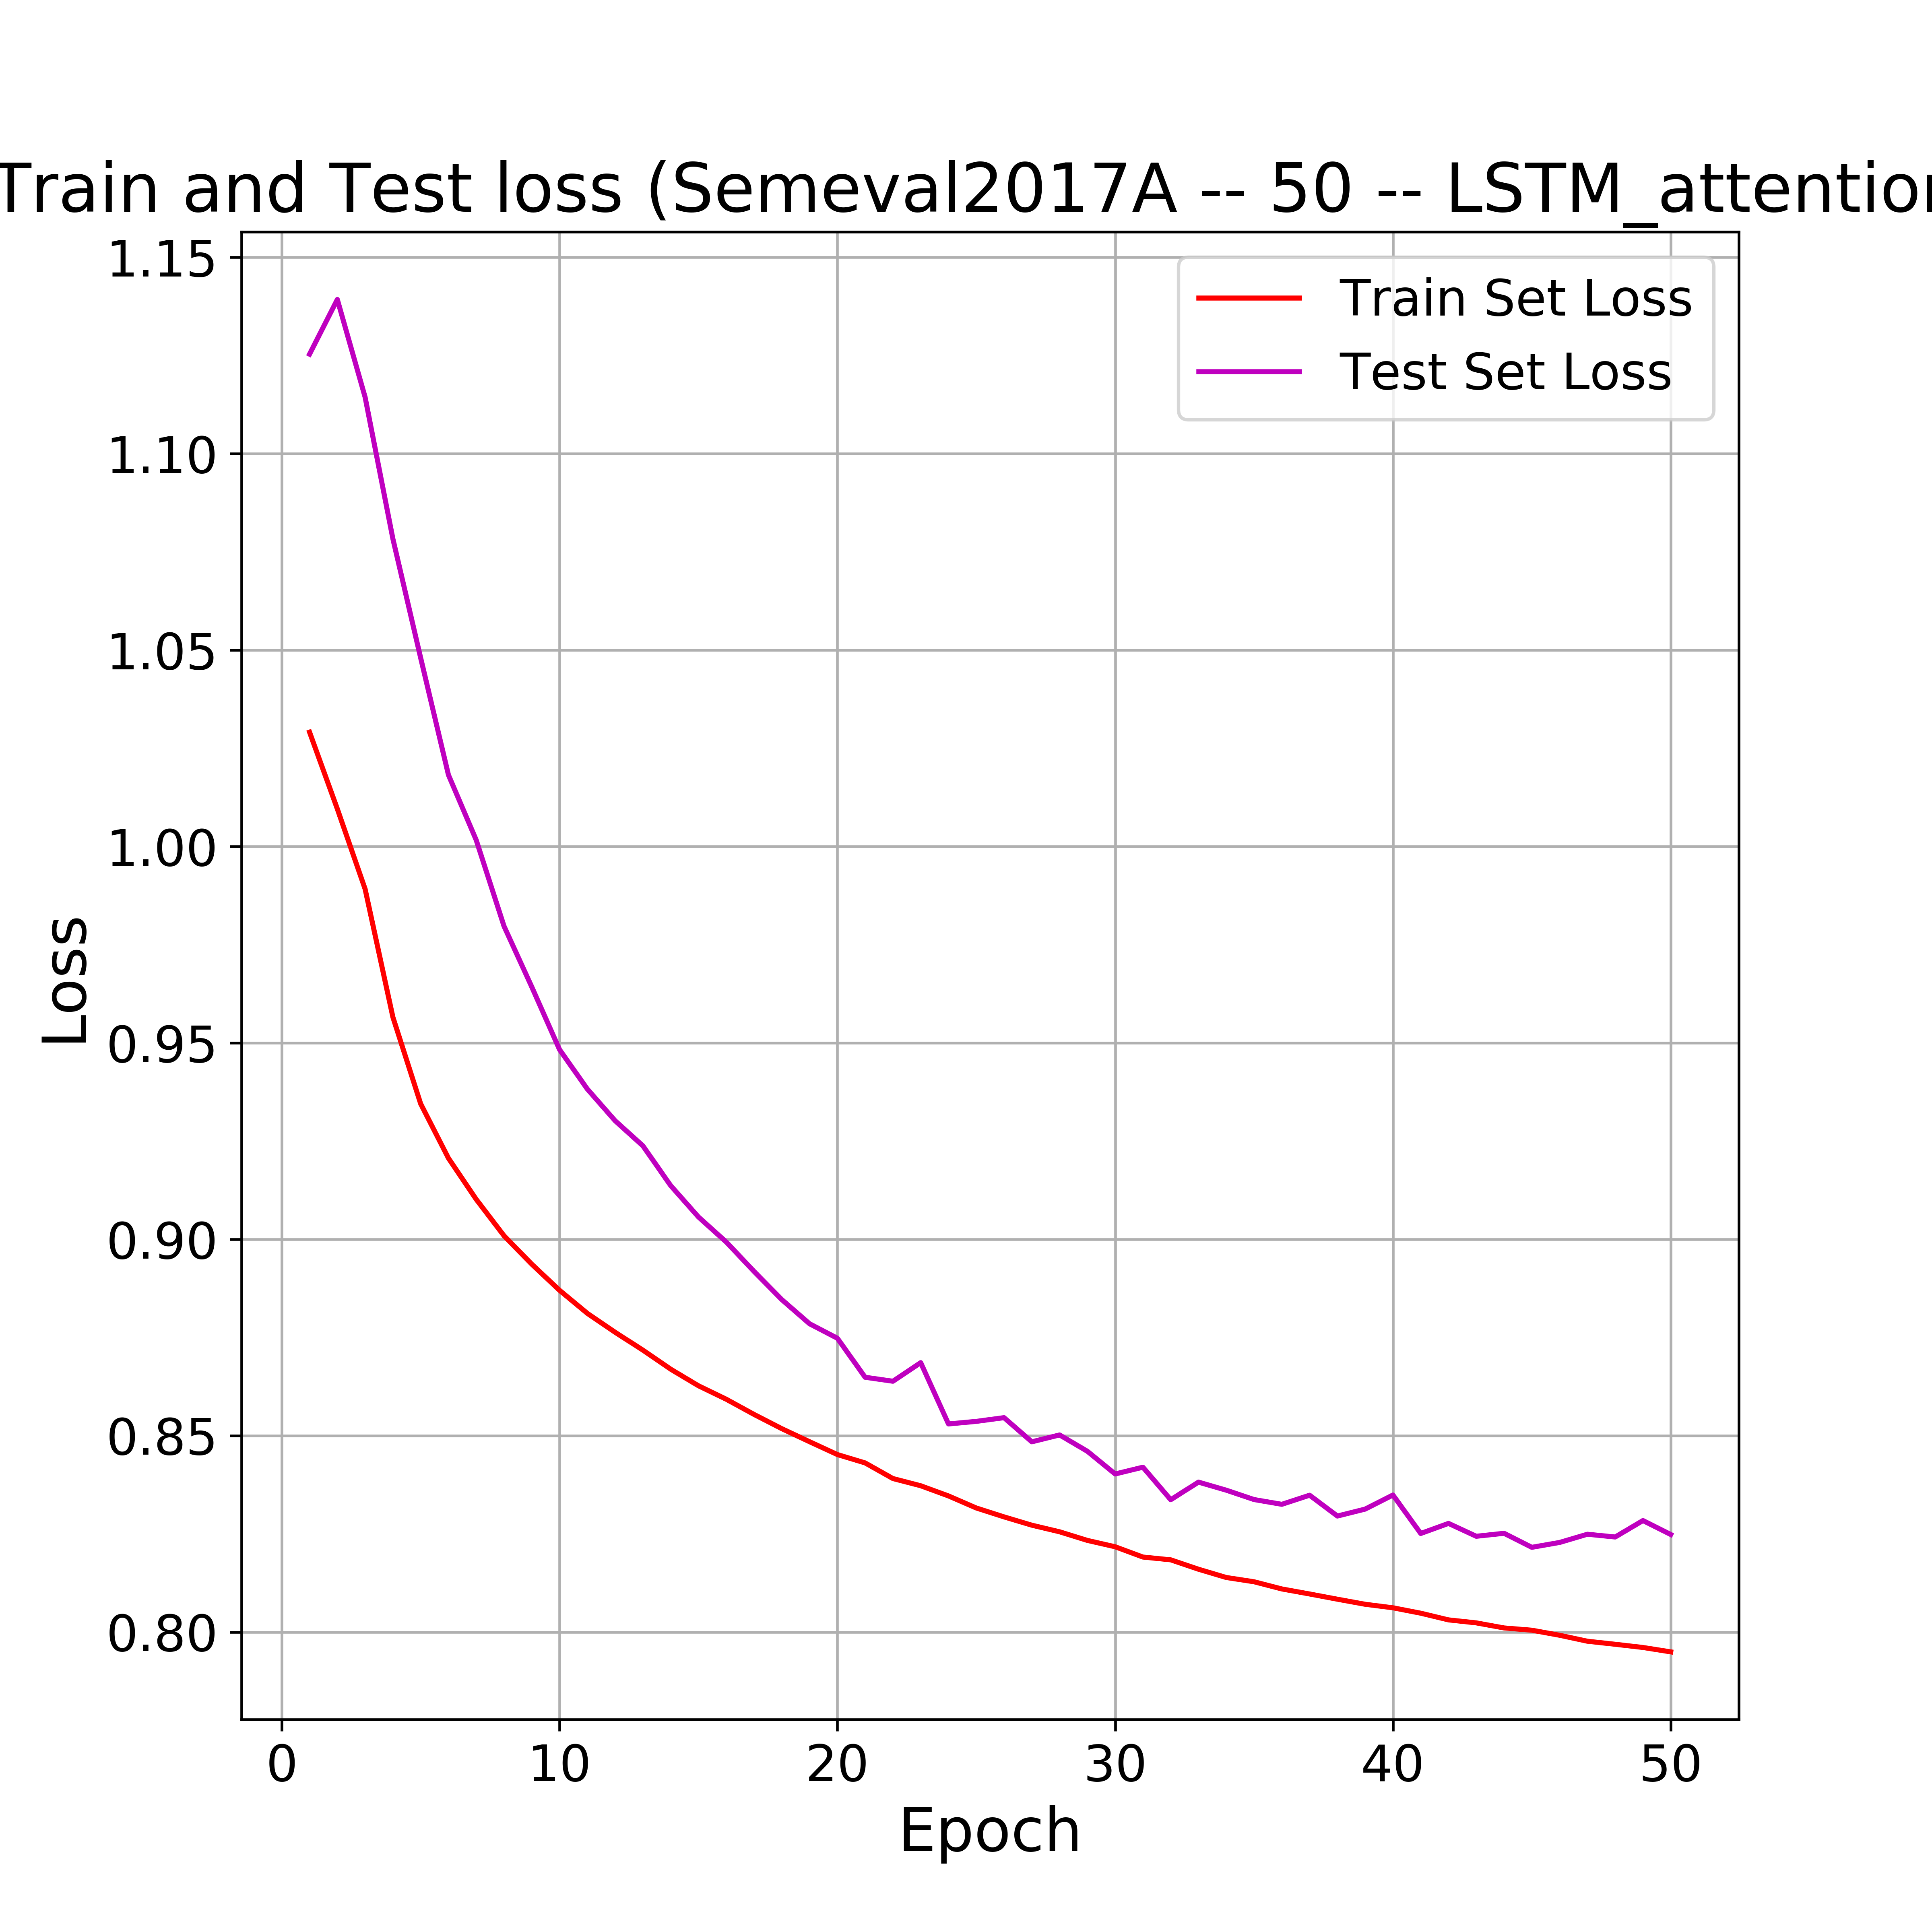 Train and Test loss (Semeval2017A -- 50 -- LSTM_attention
1.15
1.10
1.05
1.00
0.95
0.90
0.85
0.80
Loss
Train Set Loss
Test Set Loss
0 10 20 30 40 50
Epoch